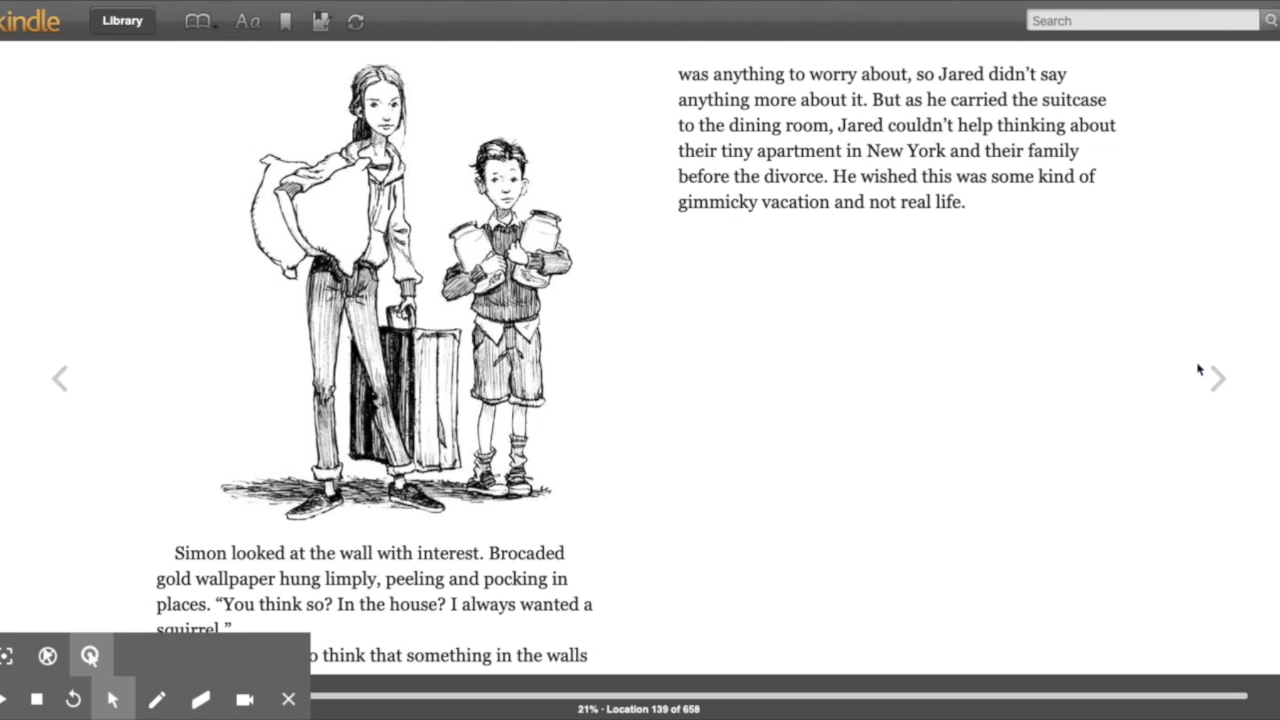 kindle
Library
Aa
Search
Simon looked at the wall with interest. Brocaded
gold wallpaper hung limply, peeling and pocking in
places. “You think so? In the house? I always wanted a
squirrel.”
think that something in the walls
was anything to worry about, so Jared didn’t say
anything more about it. But as he carried the suitcase
to the dining room, Jared couldn’t help thinking about
their tiny apartment in New York and their family
before the divorce. He wished this was some kind of
gimmicky vacation and not real life.
21% · Location 139 of 658